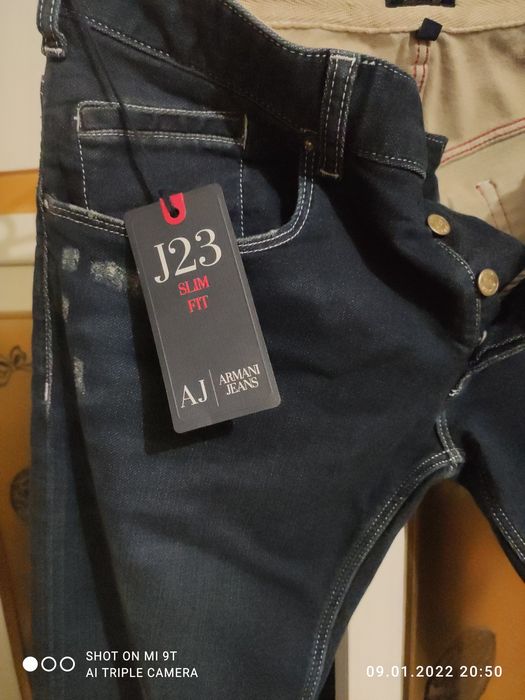 J23
SLIM
FIT
AJ
ARMANI
JEANS
SHOT ON MI 9T
AI TRIPLE CAMERA
09.01.2022 20:50